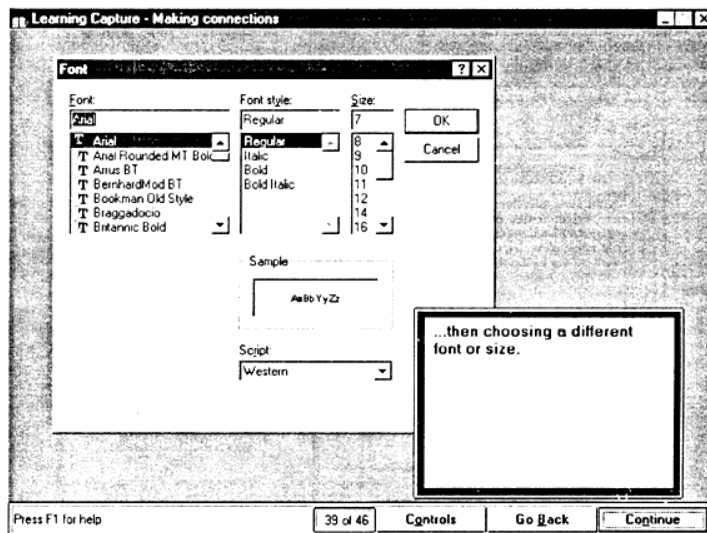 Learning Capture - Making connections
Font
Font:
Font style:
Size:
Arial
Regular
7
OK
Cancel
Arial
Arial Rounded MT Bold
Arrus BT
BernhardMod BT
Bookman Old Style
Braggadocio
Britannic Bold
Regular
Italic
Bold
Bold Italic
8
9
10
11
12
14
16
Sample
AaBbYyZz
Script:
Western
...then choosing a different
font or size.
Press F1 for help
39 of 46
Controls
Go Back
Continue